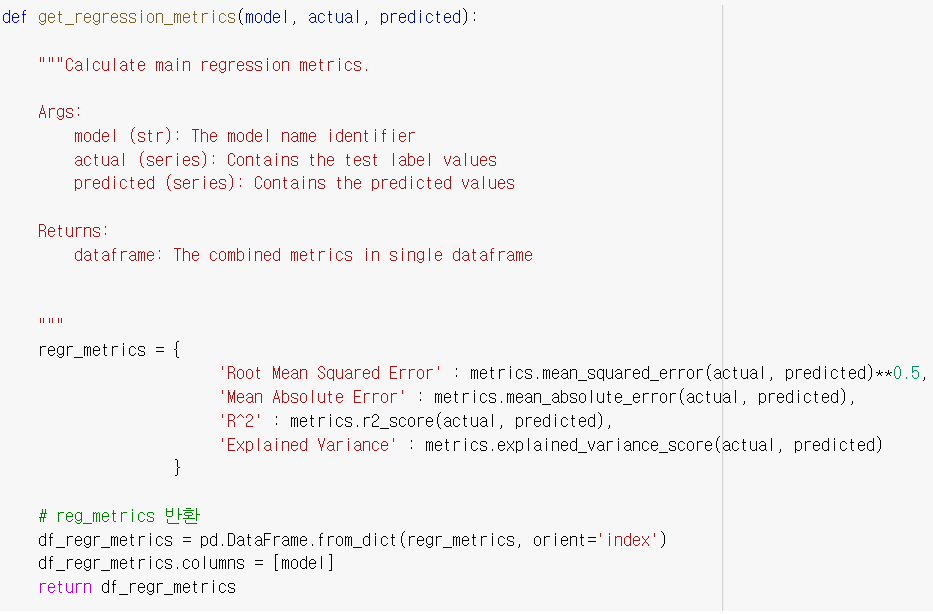 def get_regression_metrics(model, actual, predicted):
"""Calculate main regression metrics.
Args:
model (str): The model name identifier
actual (series): Contains the test label values
predicted (series): Contains the predicted values
Returns:
dataframe: The combined metrics in single dataframe
"""
regr_metrics = {
'Root Mean Squared Error' : metrics.mean_squared_error(actual, predicted)**0.5,
'Mean Absolute Error' : metrics.mean_absolute_error(actual, predicted),
'R^2' : metrics.r2_score(actual, predicted),
'Explained Variance' : metrics.explained_variance_score(actual, predicted)
}
# reg_metrics 반환
df_regr_metrics = pd.DataFrame.from_dict(regr_metrics, orient='index')
df_regr_metrics.columns = [model]
return df_regr_metrics